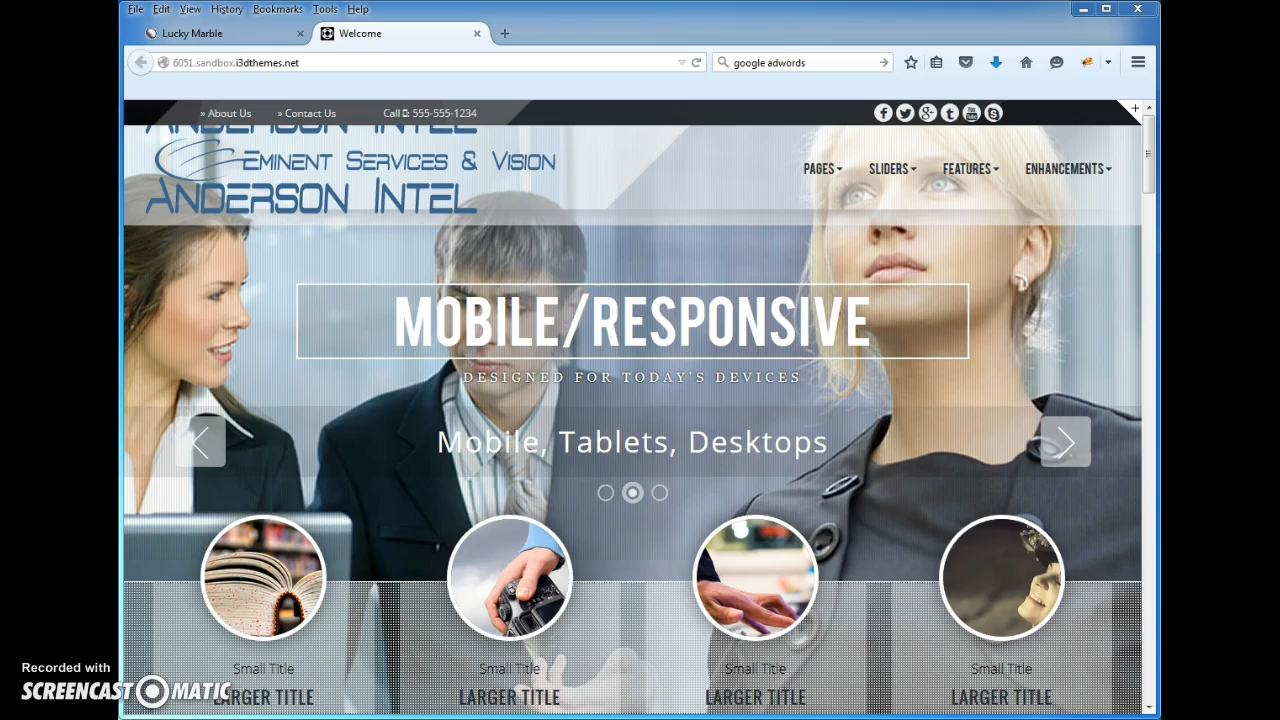 File Edit View History Bookmarks Tools Help
Lucky Marble
Welcome
6051.sandbox.i3dthemes.net
google adwords
» About Us
» Contact Us
Call : 555-555-1234
ANDERSON INTEL
EMINENT SERVICES & VISION
ANDERSON INTEL
PAGES SLIDERS FEATURES ENHANCEMENTS
MOBILE/RESPONSIVE
DESIGNED FOR TODAY'S DEVICES
Mobile, Tablets, Desktops
Small Title Small Title Small Title Small Title
LARGER TITLE LARGER TITLE LARGER TITLE LARGER TITLE
Recorded with
SCREENCAST MATIC